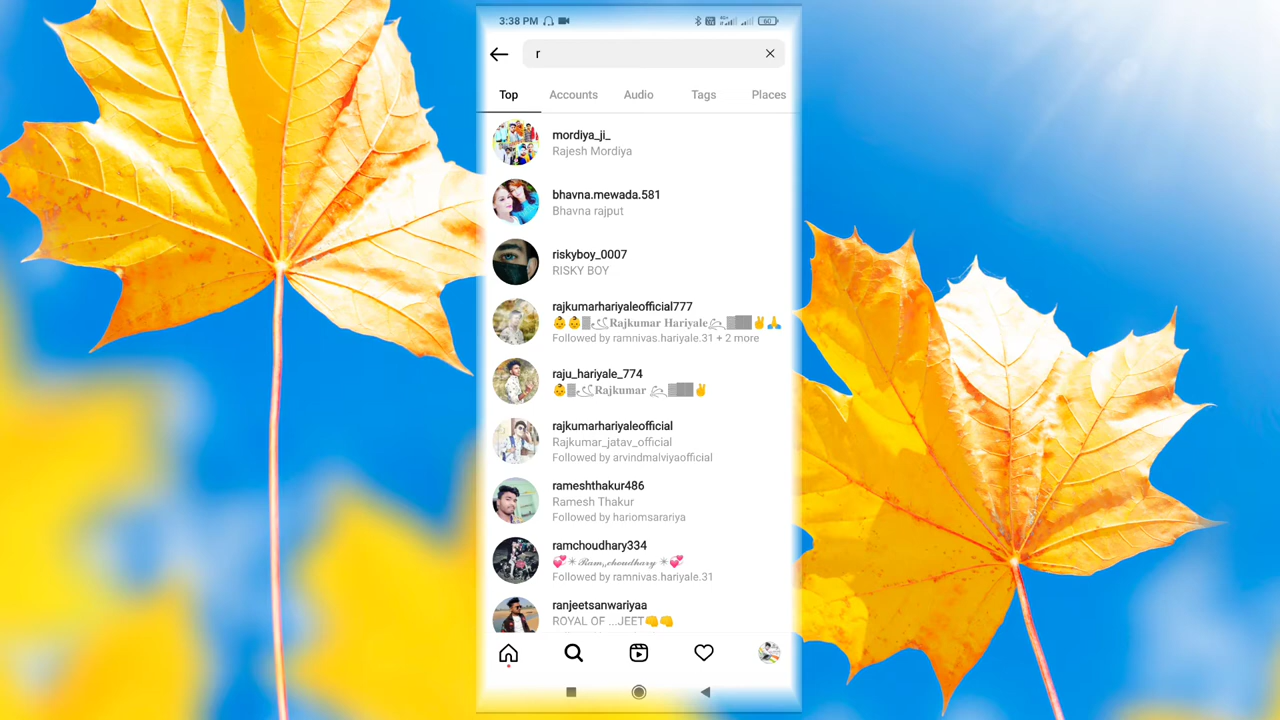 3:38 PM
60
r
Top Accounts Audio Tags Places
mordiya_ji_
Rajesh Mordiya
bhavna.mewada.581
Bhavna rajput
riskyboy_0007
RISKY BOY
rajkumarhariyaleofficial777
👶👶▒꧁Rajkumar Hariyale꧂▒▓▓✌🙏
Followed by ramnivas.hariyale.31 + 2 more
raju_hariyale_774
👶▒꧁Rajkumar ꧂▒▓▓✌
rajkumarhariyaleofficial
Rajkumar_jatav_official
Followed by arvindmalviyaofficial
rameshthakur486
Ramesh Thakur
Followed by hariomsarariya
ramchoudhary334
💞✳𝓡𝓪𝓶,,𝓬𝓱𝓸𝓾𝓭𝓱𝓪𝓻𝔂 ✳💞
Followed by ramnivas.hariyale.31
ranjeetsanwariyaa
ROYAL OF ...JEET👊👊